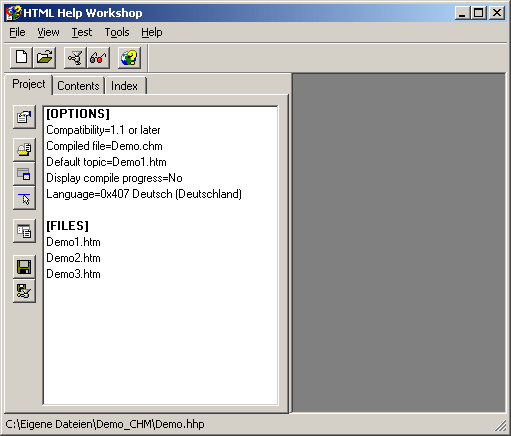 HTML Help Workshop
File View Test Tools Help
Project Contents Index
[OPTIONS]
Compatibility=1.1 or later
Compiled file=Demo.chm
Default topic=Demo1.htm
Display compile progress=No
Language=0x407 Deutsch (Deutschland)
[FILES]
Demo1.htm
Demo2.htm
Demo3.htm
C:\Eigene Dateien\Demo_CHM\Demo.hhp